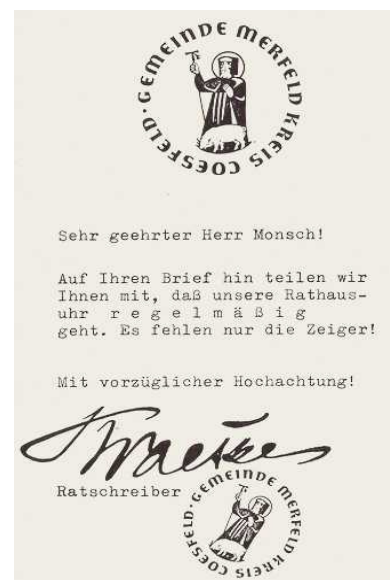 GEMEINDE MERFELD KREIS COESFELD ·
Sehr geehrter Herr Monsch!
Auf Ihren Brief hin teilen wir
Ihnen mit, daß unsere Rathaus-
uhr r e g e l m ä ß i g
geht. Es fehlen nur die Zeiger!
Mit vorzüglicher Hochachtung!
Ratschreiber
GEMEINDE MERFELD KREIS COESFELD ·